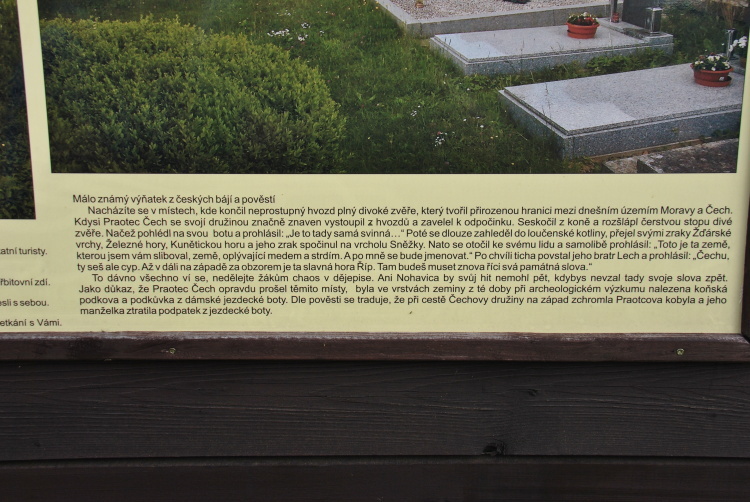 Málo známý výňatek z českých bájí a pověstí
Nacházíte se v místech, kde končil neprostupný hvozd plný divoké zvěře, který tvořil přirozenou hranici mezi dnešním územím Moravy a Čech.
Kdysi Praotec Čech se svojí družinou značně znaven vystoupil z hvozdů a zavelel k odpočinku. Seskočil z koně a rozšlápl čerstvou stopu divé
zvěře. Načež pohlédl na svou botu a prohlásil: „Je to tady samá svinná...“ Poté se dlouze zahleděl do loučenské kotliny, přejel svými zraky Žďárské
vrchy, Železné hory, Kunětickou horu a jeho zrak spočinul na vrcholu Sněžky. Nato se otočil ke svému lidu a samolibě prohlásil: „Toto je ta země,
kterou jsem vám sliboval, země, oplývající medem a strdím. A po mně se bude jmenovat.“ Po chvíli ticha povstal jeho bratr Lech a prohlásil: „Čechu,
ty seš ale cyp. Až v dáli na západě za obzorem je ta slavná hora Říp. Tam budeš muset znova říci svá památná slova.“
To dávno všechno ví se, nedělejte žákům chaos v dějepise. Ani Nohavica by svůj hit nemohl pět, kdybys nevzal tady svoje slova zpět.
Jako důkaz, že Praotec Čech opravdu prošel těmito místy, byla ve vrstvách zeminy z té doby při archeologickém výzkumu nalezena koňská
podkova a podkůvka z dámské jezdecké boty. Dle pověsti se traduje, že při cestě Čechovy družiny na západ zchromla Praotcova kobyla a jeho
manželka ztratila podpatek z jezdecké boty.
tatní turisty.
řbitovní zdí.
esli s sebou.
etkání s Vámi.